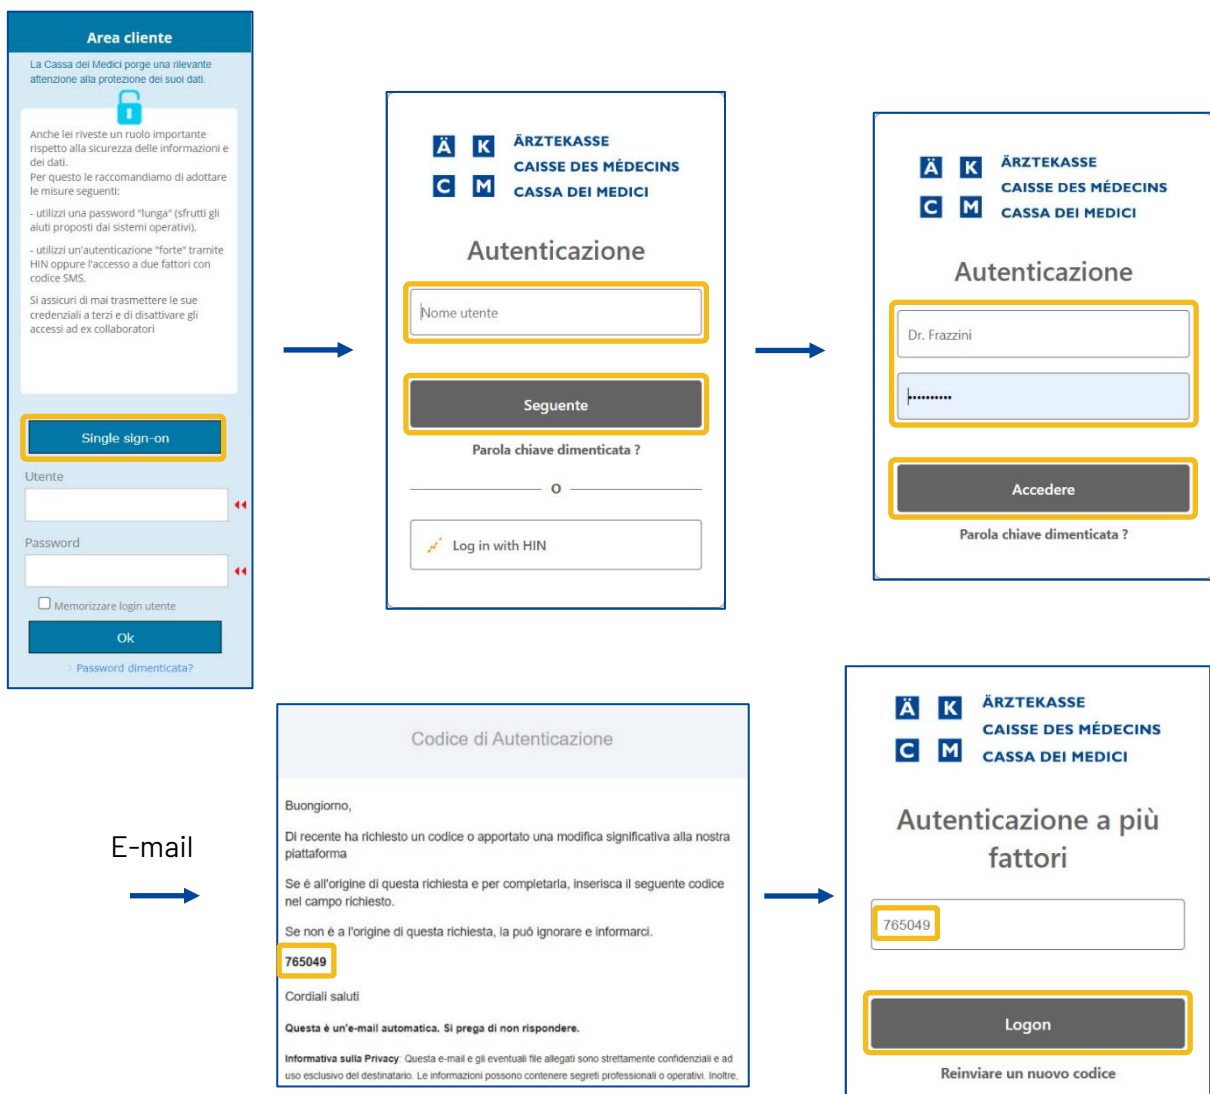 Area cliente
La Cassa dei Medici porge una rilevante
attenzione alla protezione dei suoi dati.
Anche lei riveste un ruolo importante
rispetto alla sicurezza delle informazioni e
dei dati.
Per questo le raccomandiamo di adottare
le misure seguenti:
- utilizzi una password "lunga" (sfrutti gli
aiuti proposti dai sistemi operativi),
- utilizzi un'autenticazione "forte" tramite
HIN oppure l'accesso a due fattori con
codice SMS.
Si assicuri di mai trasmettere le sue
credenziali a terzi e di disattivare gli
accessi ad ex collaboratori
Single sign-on
Utente
Password
Memorizzare login utente
Ok
Password dimenticata?
Ä K ÄRZTEKASSE
CAISSE DES MÉDECINS
C M CASSA DEI MEDICI
Autenticazione
Nome utente
Seguente
Parola chiave dimenticata ?
O
Log in with HIN
Ä K ÄRZTEKASSE
CAISSE DES MÉDECINS
C M CASSA DEI MEDICI
Autenticazione
Dr. Frazzini
••••••••••
Accedere
Parola chiave dimenticata ?
E-mail
Codice di Autenticazione
Buongiorno,
Di recente ha richiesto un codice o apportato una modifica significativa alla nostra
piattaforma
Se é all'origine di questa richiesta e per completarla, inserisca il seguente codice
nel campo richiesto.
Se non è a l'origine di questa richiesta, la puó ignorare e informarci.
765049
Cordiali saluti
Questa é un'e-mail automatica. Si prega di non rispondere.
Informativa sulla Privacy: Questa e-mail e gli eventuali file allegati sono strettamente confidenziali e ad
uso esclusivo del destinatario. Le informazioni possono contenere segreti professionali o operativi. Inoltre,
Ä K ÄRZTEKASSE
CAISSE DES MÉDECINS
C M CASSA DEI MEDICI
Autenticazione a più
fattori
765049
Logon
Reinviare un nuovo codice